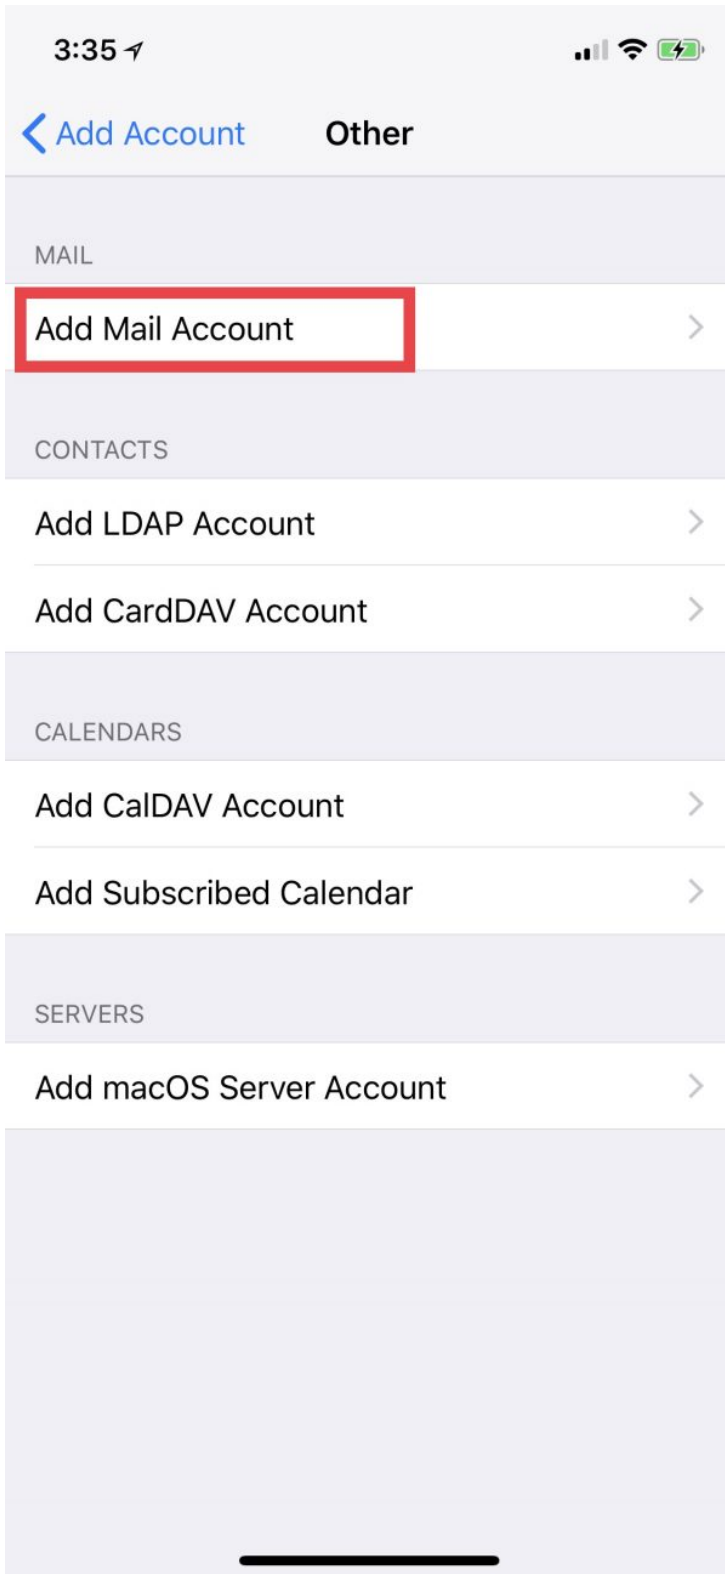 3:35
Add Account Other
MAIL
Add Mail Account
CONTACTS
Add LDAP Account
Add CardDAV Account
CALENDARS
Add CalDAV Account
Add Subscribed Calendar
SERVERS
Add macOS Server Account